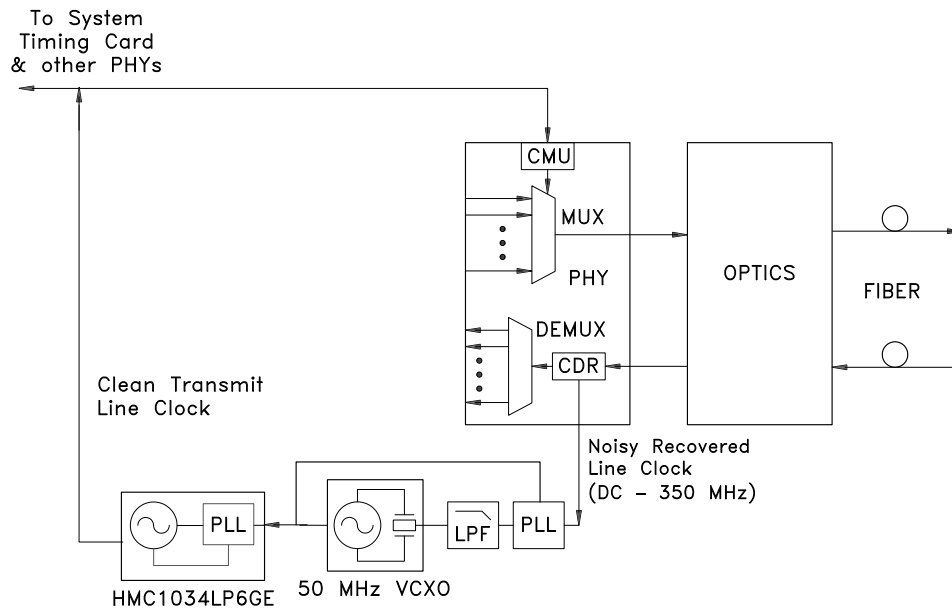 To System
Timing Card
& other PHYs
CMU
MUX
PHY
OPTICS
FIBER
DEMUX
CDR
Clean Transmit
Line Clock
Noisy Recovered
Line Clock
(DC – 350 MHz)
PLL
LPF
PLL
50 MHz VCXO
HMC1034LP6GE